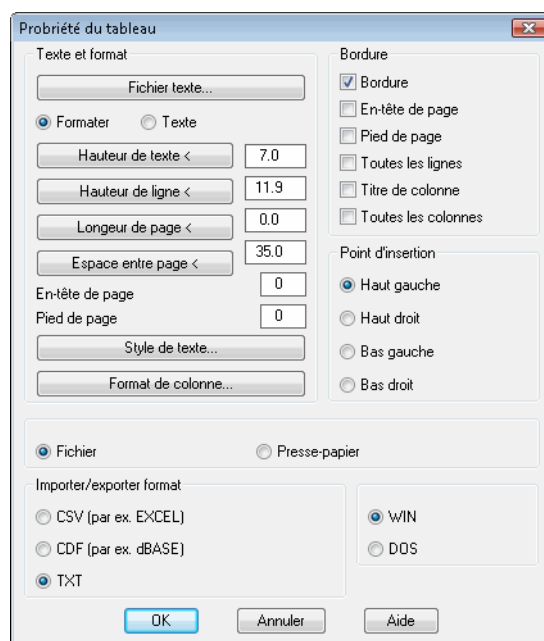 Probriété du tableau
Texte et format
Fichier texte...
Formater Texte
Hauteur de texte < 7.0
Hauteur de ligne < 11.9
Longeur de page < 0.0
Espace entre page < 35.0
En-tête de page 0
Pied de page 0
Style de texte...
Format de colonne...
Bordure
Bordure
En-tête de page
Pied de page
Toutes les lignes
Titre de colonne
Toutes les colonnes
Point d'insertion
Haut gauche
Haut droit
Bas gauche
Bas droit
Fichier Presse-papier
Importer/exporter format
CSV (par ex. EXCEL)
CDF (par ex. dBASE)
TXT
WIN
DOS
OK Annuler Aide